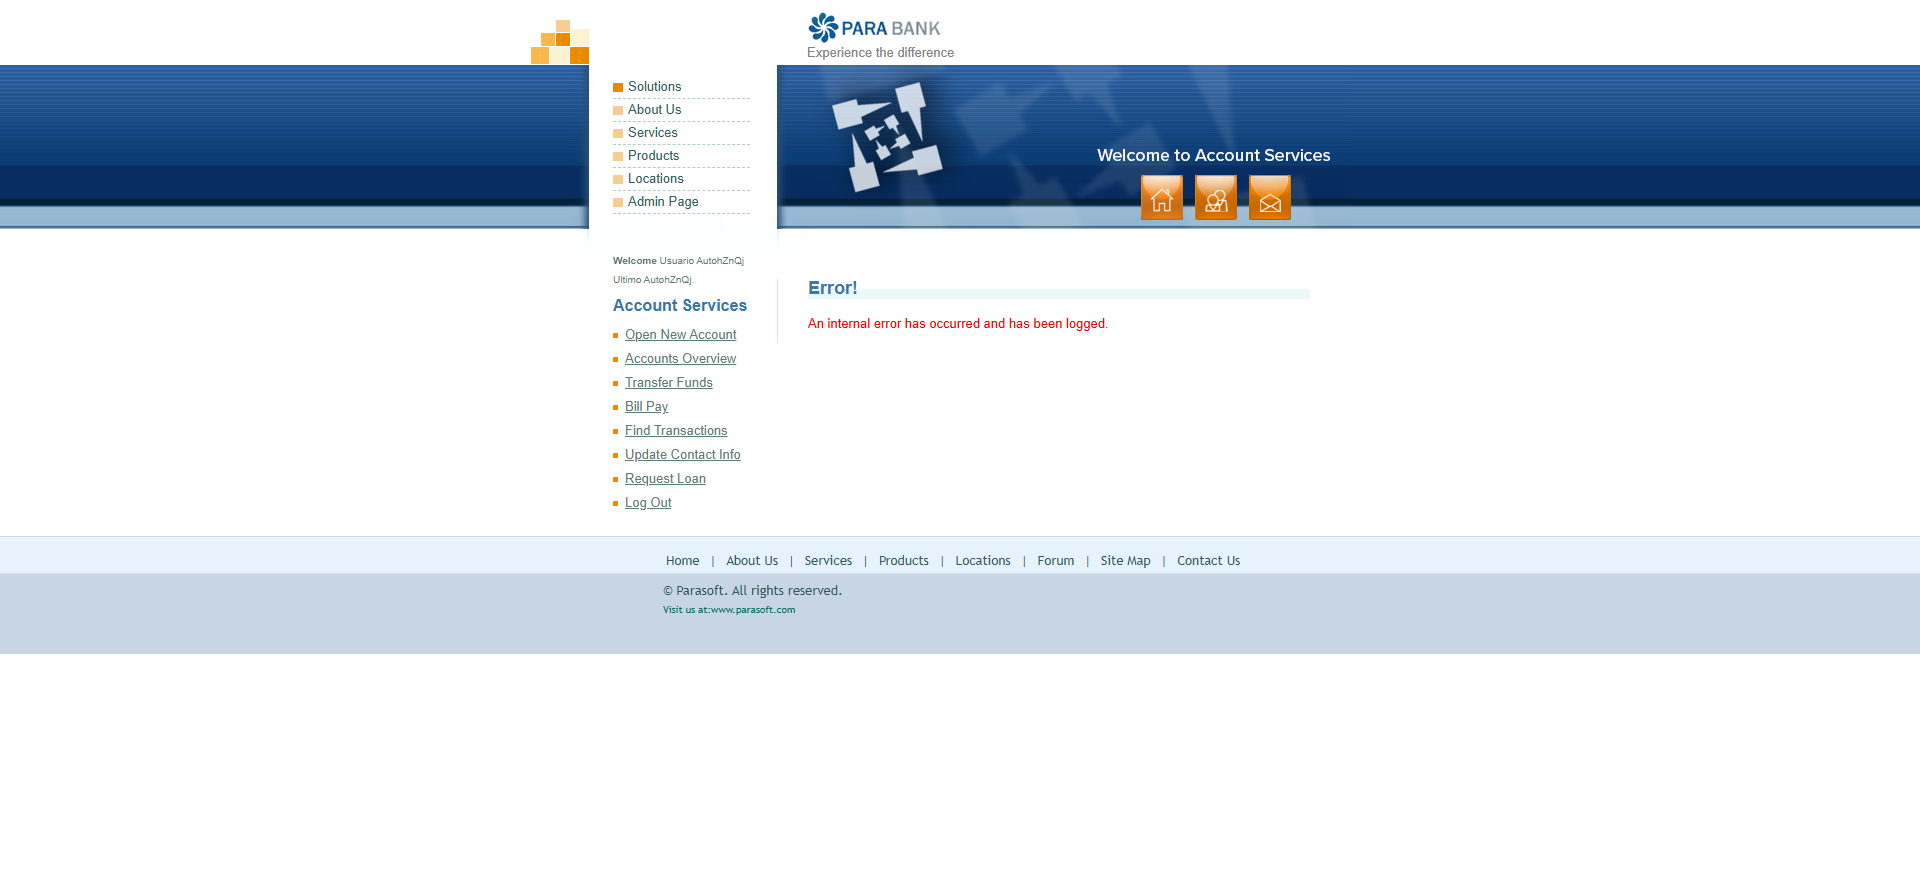 PARA BANK
Experience the difference
Solutions
About Us
Services
Products
Locations
Admin Page
Welcome to Account Services
Welcome Usuario AutohZnQj
Ultimo AutohZnQj
Account Services
Open New Account
Accounts Overview
Transfer Funds
Bill Pay
Find Transactions
Update Contact Info
Request Loan
Log Out
Error!
An internal error has occurred and has been logged.
Home | About Us | Services | Products | Locations | Forum | Site Map | Contact Us
© Parasoft. All rights reserved.
Visit us at:www.parasoft.com